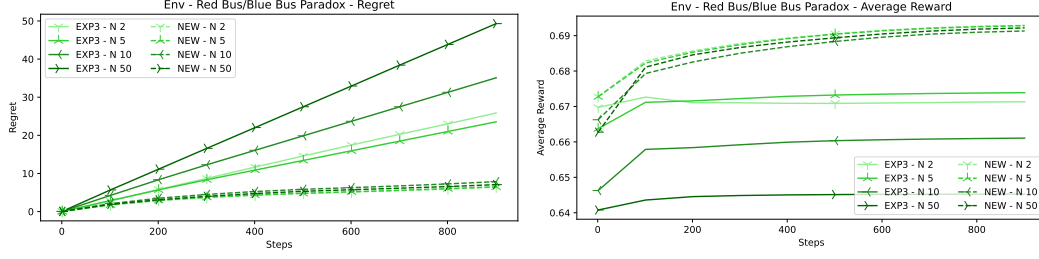 Env - Red Bus/Blue Bus Paradox - Regret
50
40
30
20
10
0
Regret
EXP3 - N 2
EXP3 - N 5
EXP3 - N 10
EXP3 - N 50
NEW - N 2
NEW - N 5
NEW - N 10
NEW - N 50
0
200
400
600
800
Steps
Env - Red Bus/Blue Bus Paradox - Average Reward
0.69
0.68
0.67
0.66
0.65
0.64
Average Reward
EXP3 - N 2
EXP3 - N 5
EXP3 - N 10
EXP3 - N 50
NEW - N 2
NEW - N 5
NEW - N 10
NEW - N 50
0
200
400
600
800
Steps